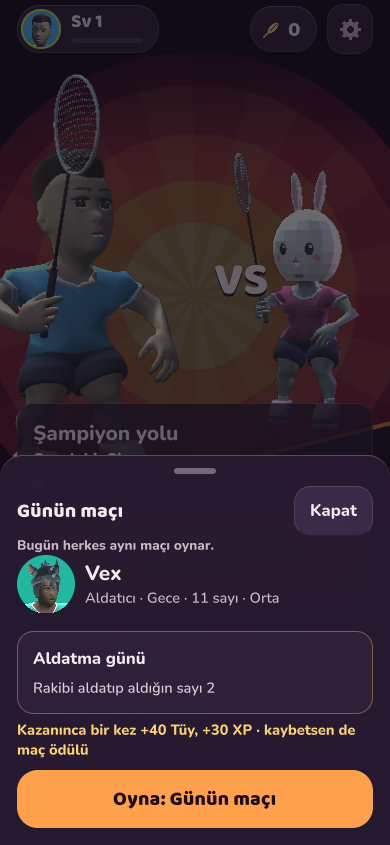 Sv 1
0
VS
Şampiyon yolu
Günün maçı
Kapat
Bugün herkes aynı maçı oynar.
Vex
Aldatıcı · Gece · 11 sayı · Orta
Aldatma günü
Rakibi aldatıp aldığın sayı 2
Kazanınca bir kez +40 Tüy, +30 XP · kaybetsen de
maç ödülü
Oyna: Günün maçı